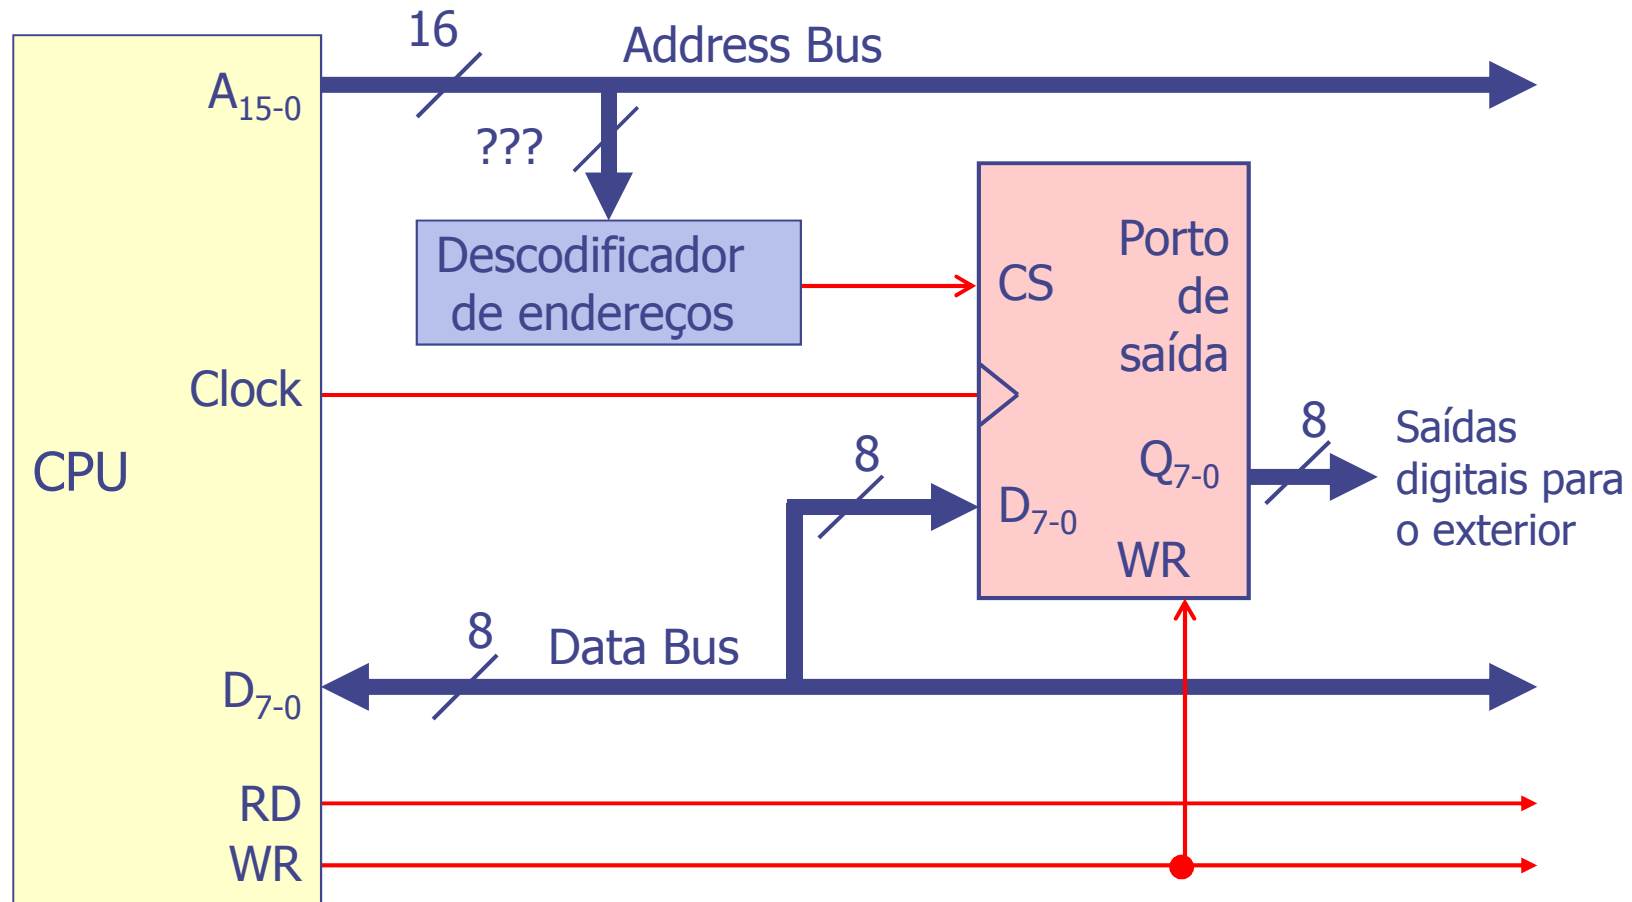 16
Address Bus
A15-0
???
Descodificador
de endereços
CS
Porto
de
saída
Clock
CPU
8
D7-0
Q7-0
WR
8
Saídas
digitais para
o exterior
8
Data Bus
D7-0
RD
WR